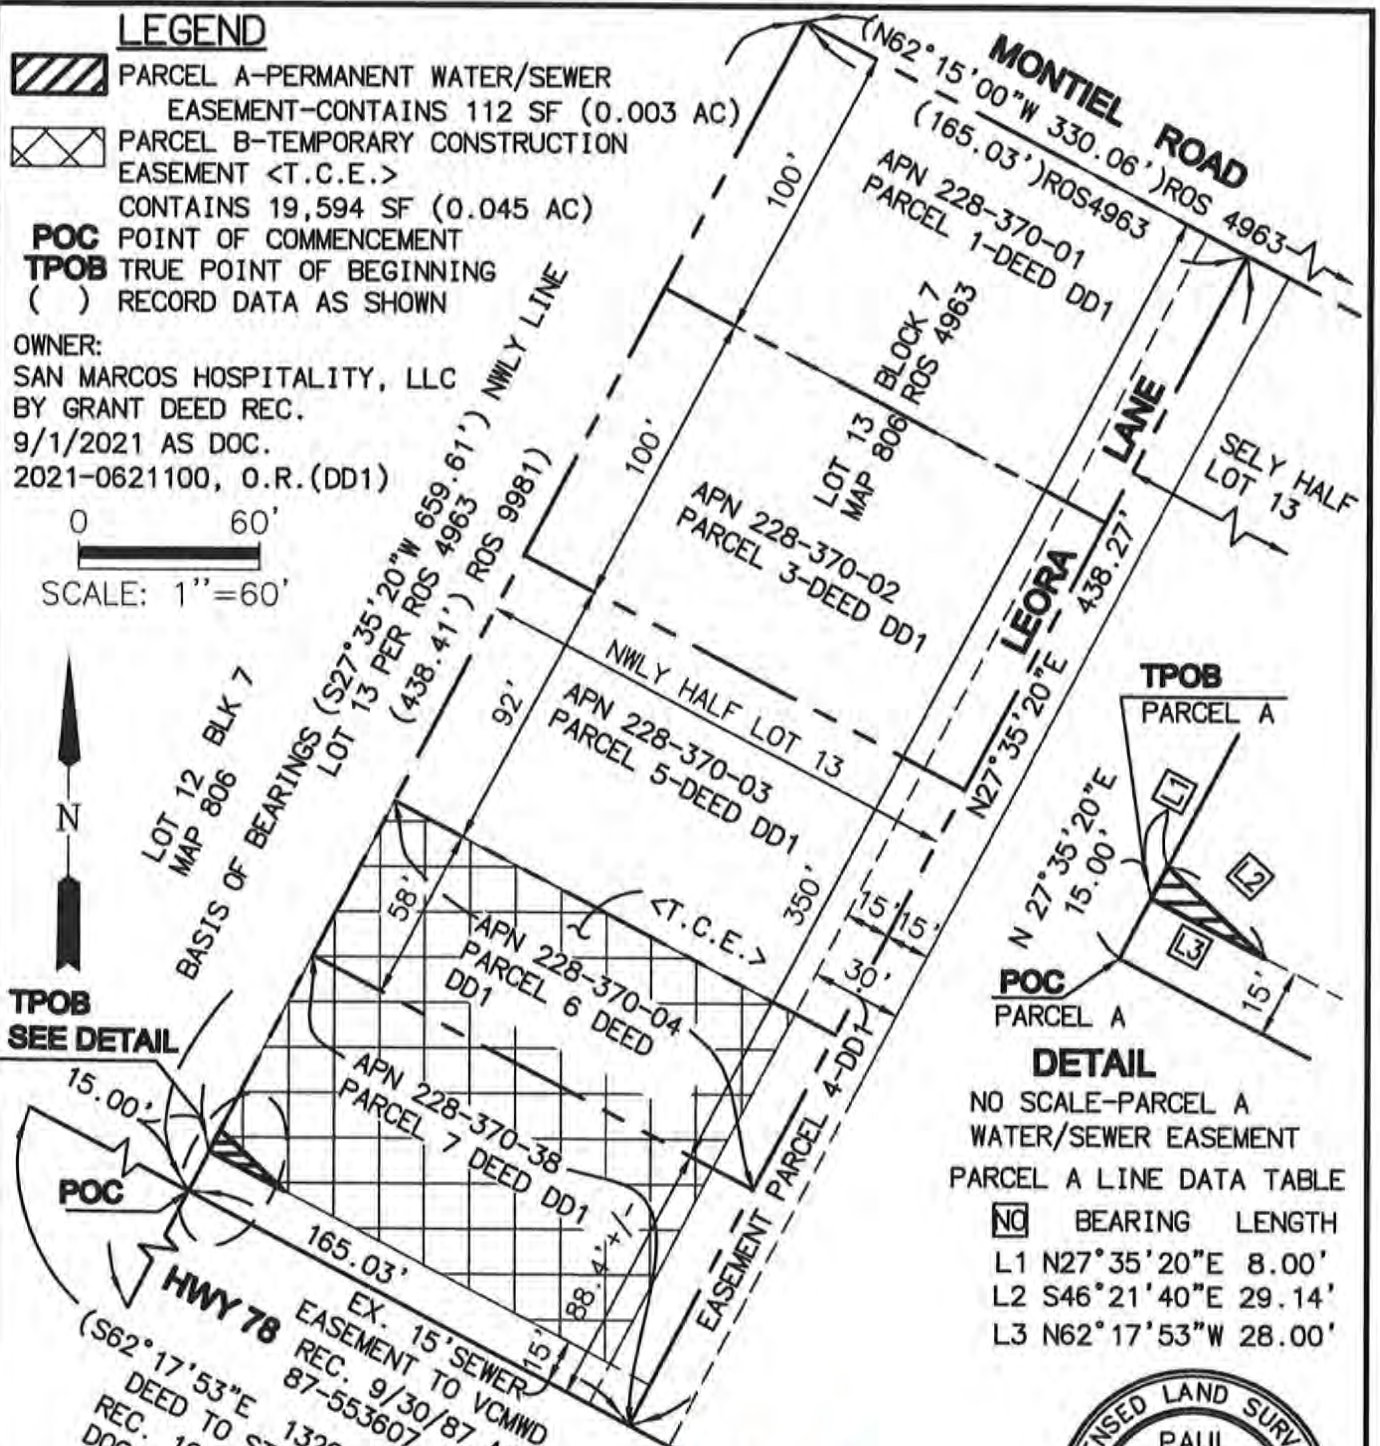 LEGEND
PARCEL A-PERMANENT WATER/SEWER
EASEMENT-CONTAINS 112 SF (0.003 AC)
PARCEL B-TEMPORARY CONSTRUCTION
EASEMENT <T.C.E.>
CONTAINS 19,594 SF (0.045 AC)
POC POINT OF COMMENCEMENT
TPOB TRUE POINT OF BEGINNING
( ) RECORD DATA AS SHOWN
OWNER:
SAN MARCOS HOSPITALITY, LLC
BY GRANT DEED REC.
9/1/2021 AS DOC.
2021-0621100, O.R.(DD1)
0 60'
SCALE: 1''=60'
N
MONTIEL ROAD
(N62°15'00"W 330.06')ROS 4963
(165.03')ROS4963
100'
APN 228-370-01
PARCEL 1-DEED DD1
LOT 13 BLOCK 7
MAP 806 ROS 4963
100'
APN 228-370-02
PARCEL 3-DEED DD1
LEORA LANE
SELY HALF
LOT 13
N27°35'20"E 438.27'
NWLY HALF LOT 13
92'
APN 228-370-03
PARCEL 5-DEED DD1
350'
15' 15'
30'
LOT 12 BLK 7
MAP 806
BASIS OF BEARINGS (S27°35'20"W 659.61') NWLY LINE
LOT 13 PER ROS 4963
(438.41') ROS 9981)
<T.C.E.>
58'
APN 228-370-04
PARCEL 6 DEED
DD1
APN 228-370-38
PARCEL 7 DEED DD1
88.4'+/-
EASEMENT PARCEL 4-DD1
TPOB
SEE DETAIL
15.00'
POC
165.03'
15'
HWY 78
EX. 15'SEWER
EASEMENT TO VCMWD
REC. 9/30/87
87-553607
(S62°17'53"E
DEED TO
REC.
TPOB
PARCEL A
L1
L2
L3
N 27°35'20"E
15.00'
15'
POC
PARCEL A
DETAIL
NO SCALE-PARCEL A
WATER/SEWER EASEMENT
PARCEL A LINE DATA TABLE
NO BEARING LENGTH
L1 N27°35'20"E 8.00'
L2 S46°21'40"E 29.14'
L3 N62°17'53"W 28.00'
LAND
PAUL